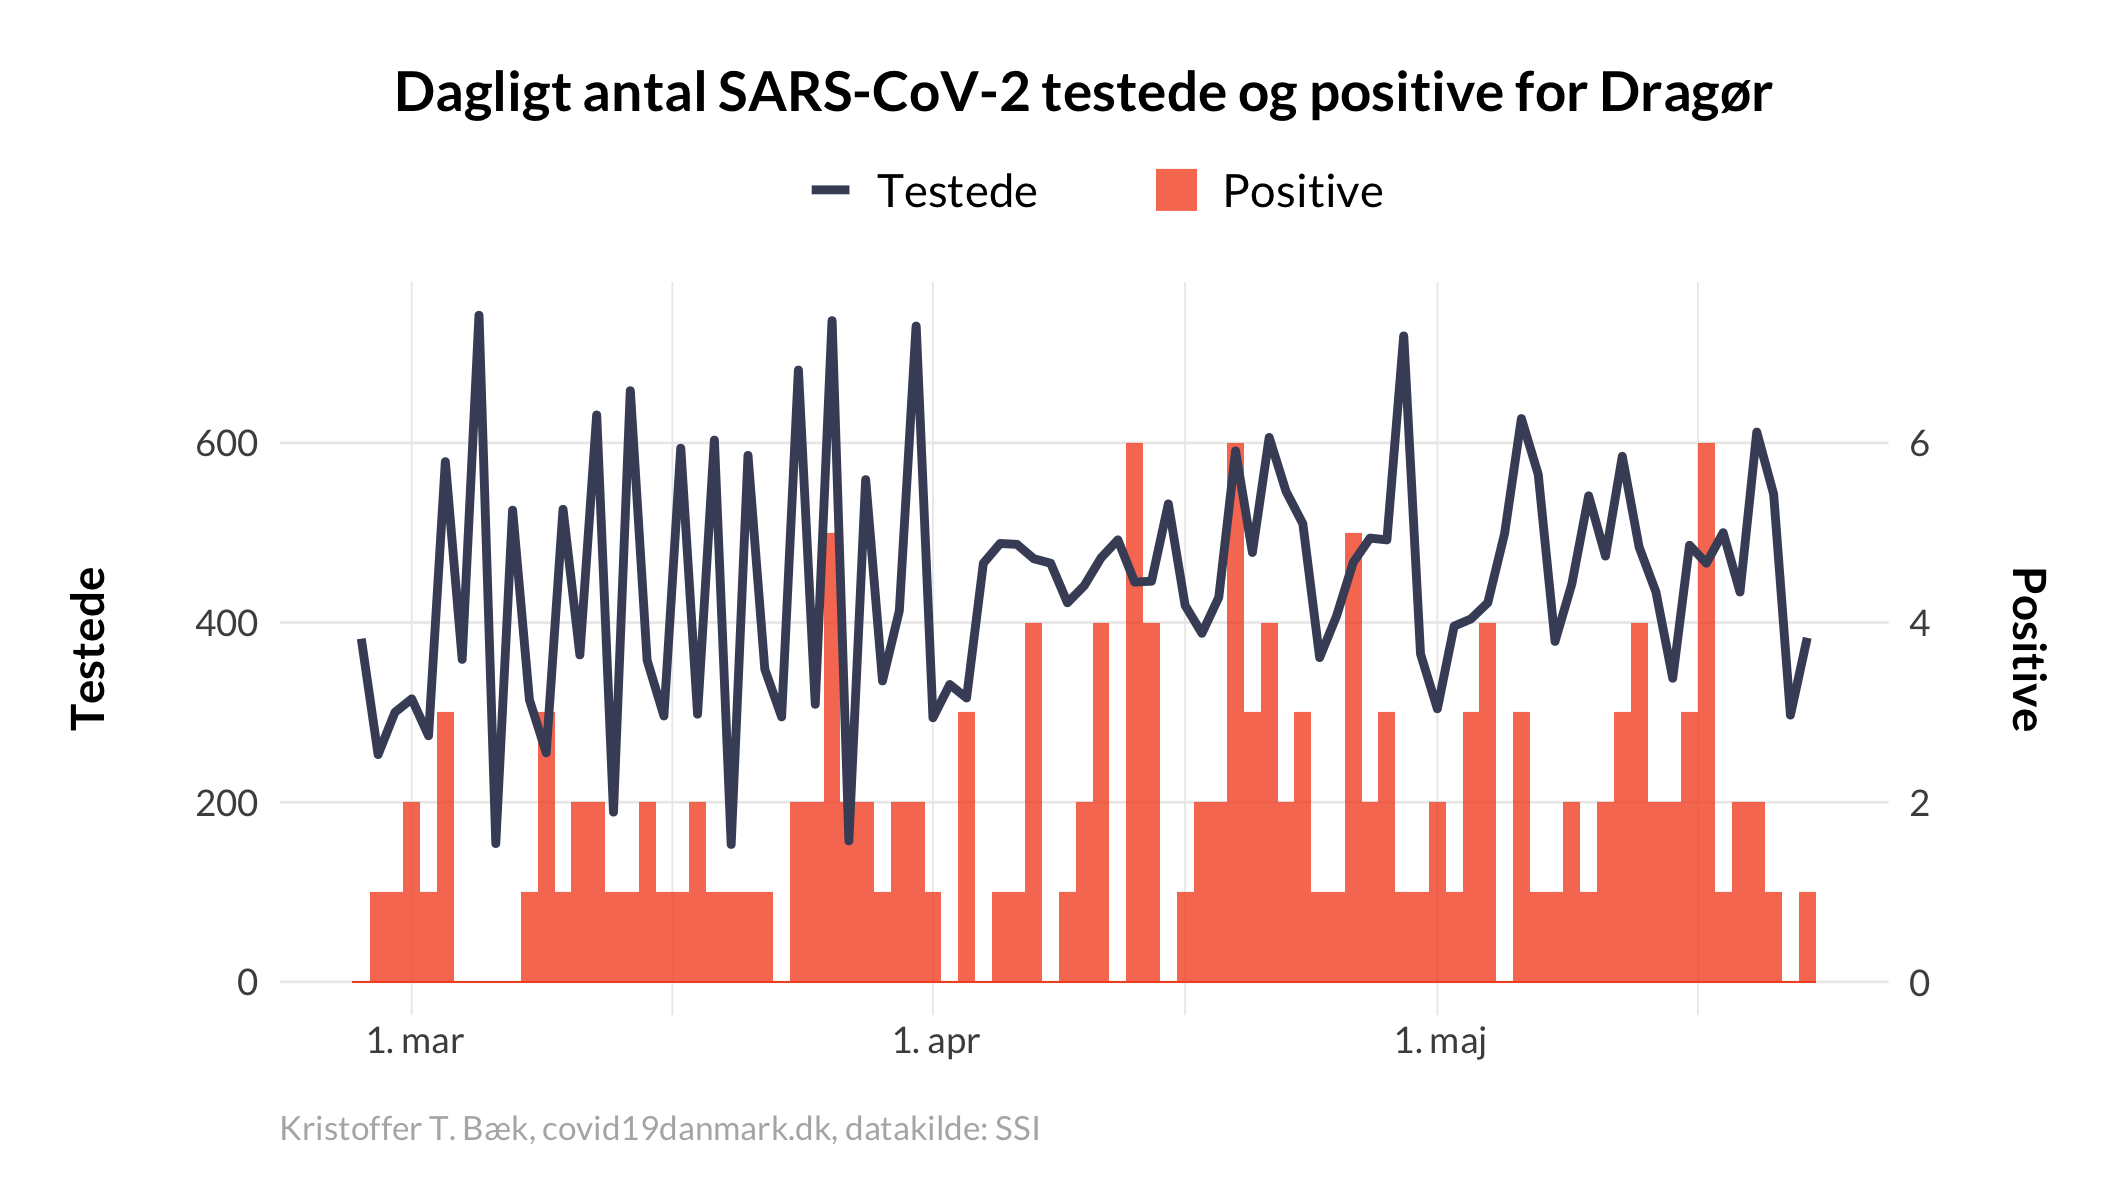 Dagligt antal SARS-CoV-2 testede og positive for Dragør
Testede
Positive
Testede
600
400
200
0
6
4
2
0
Positive
1. mar
1. apr
1. maj
Kristoffer T. Bæk, covid19danmark.dk, datakilde: SSI